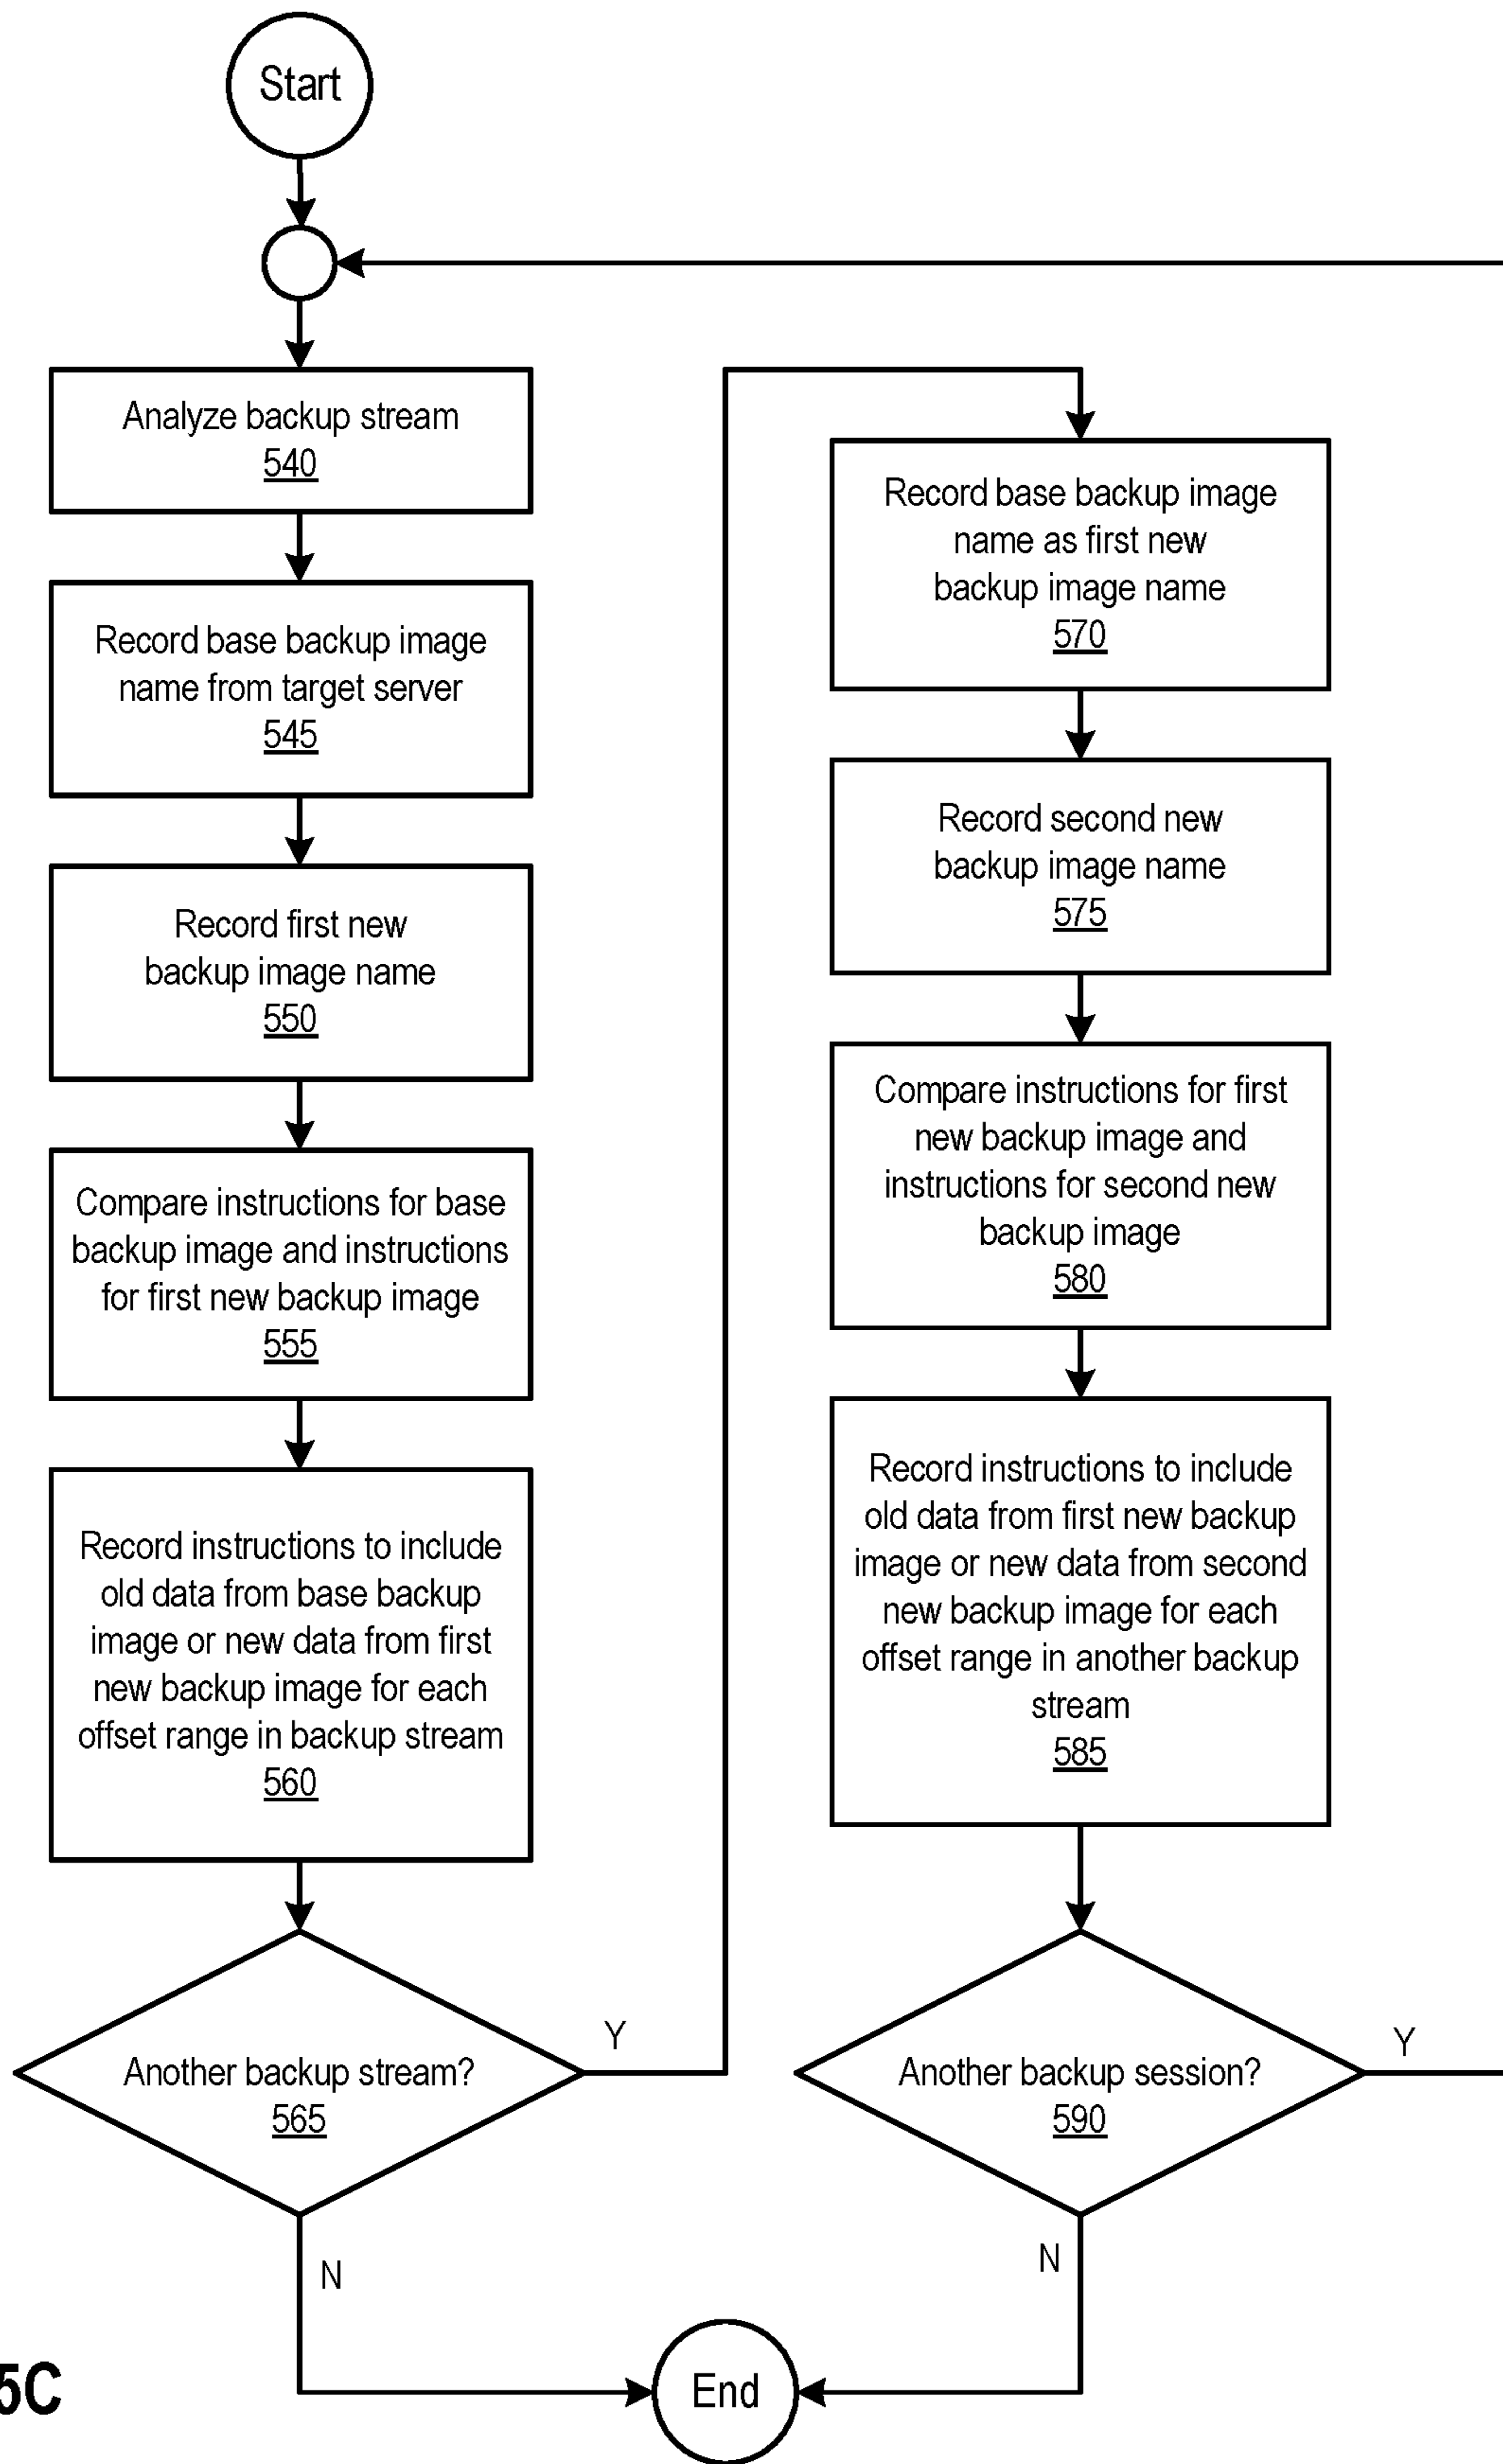 Start
Analyze backup stream
540
Record base backup image
name from target server
545
Record first new
backup image name
550
Compare instructions for base
backup image and instructions
for first new backup image
555
Record instructions to include
old data from base backup
image or new data from first
new backup image for each
offset range in backup stream
560
Another backup stream?
565
Y
N
Record base backup image
name as first new
backup image name
570
Record second new
backup image name
575
Compare instructions for first
new backup image and
instructions for second new
backup image
580
Record instructions to include
old data from first new backup
image or new data from second
new backup image for each
offset range in another backup
stream
585
Another backup session?
590
Y
N
End
5C